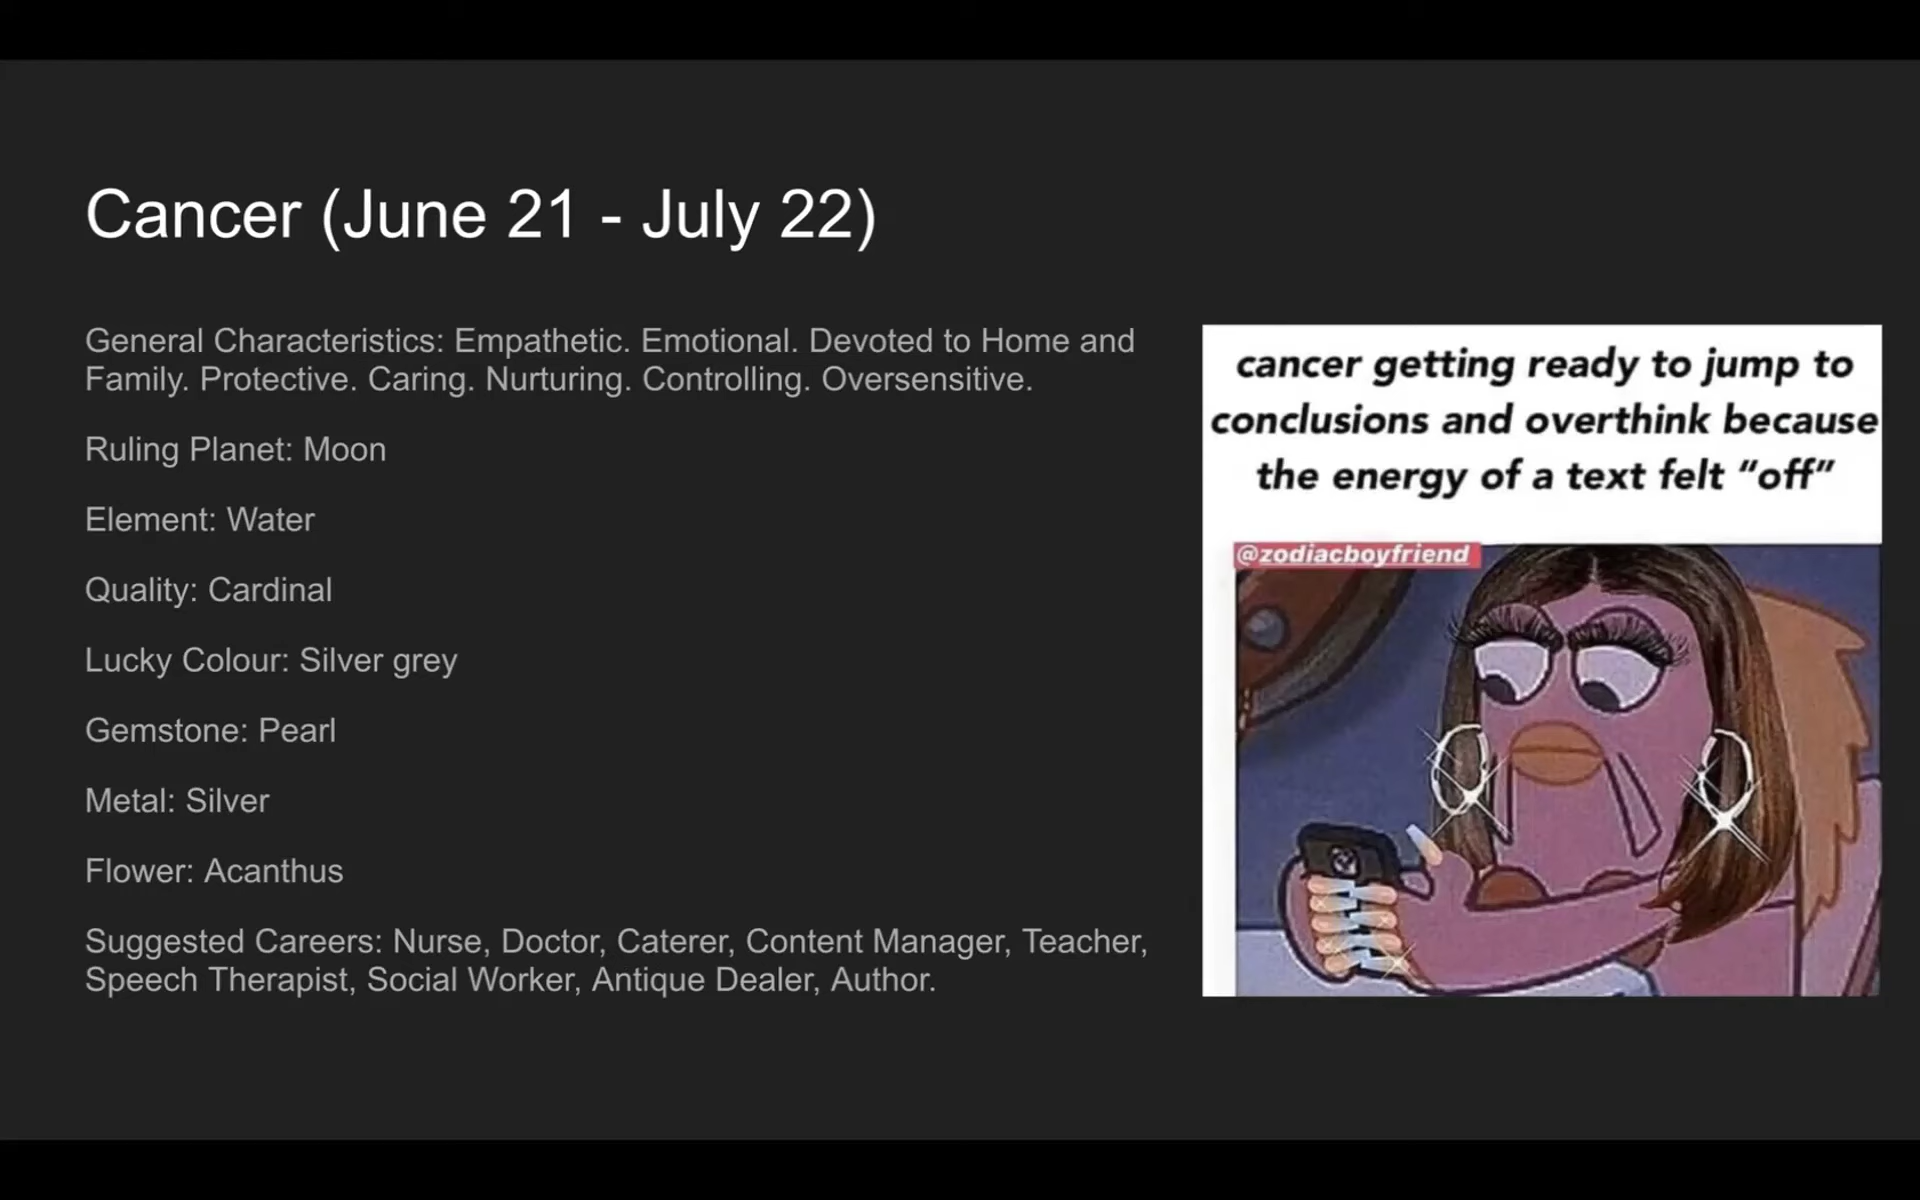 Cancer (June 21 - July 22)
General Characteristics: Empathetic. Emotional. Devoted to Home and
Family. Protective. Caring. Nurturing. Controlling. Oversensitive.
Ruling Planet: Moon
Element: Water
Quality: Cardinal
Lucky Colour: Silver grey
Gemstone: Pearl
Metal: Silver
Flower: Acanthus
Suggested Careers: Nurse, Doctor, Caterer, Content Manager, Teacher,
Speech Therapist, Social Worker, Antique Dealer, Author.
cancer getting ready to jump to
conclusions and overthink because
the energy of a text felt “off”
@zodiacboyfriend